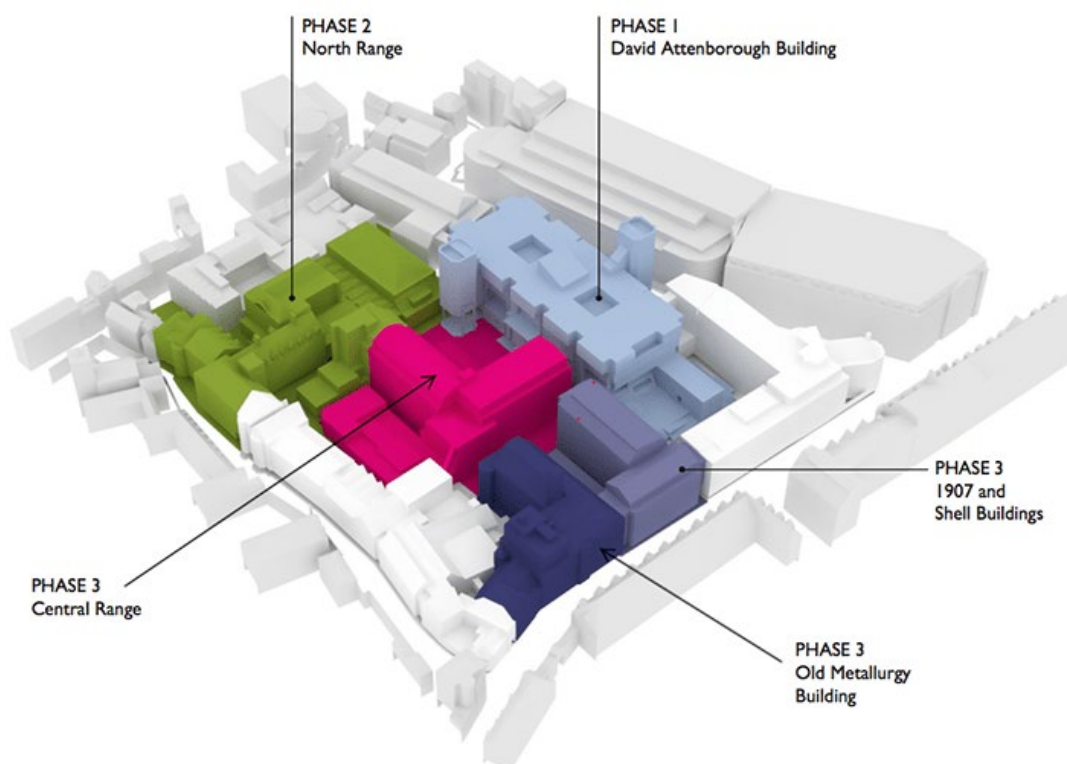 PHASE 2
North Range
PHASE 1
David Attenborough Building
PHASE 3
1907 and
Shell Buildings
PHASE 3
Central Range
PHASE 3
Old Metallurgy
Building